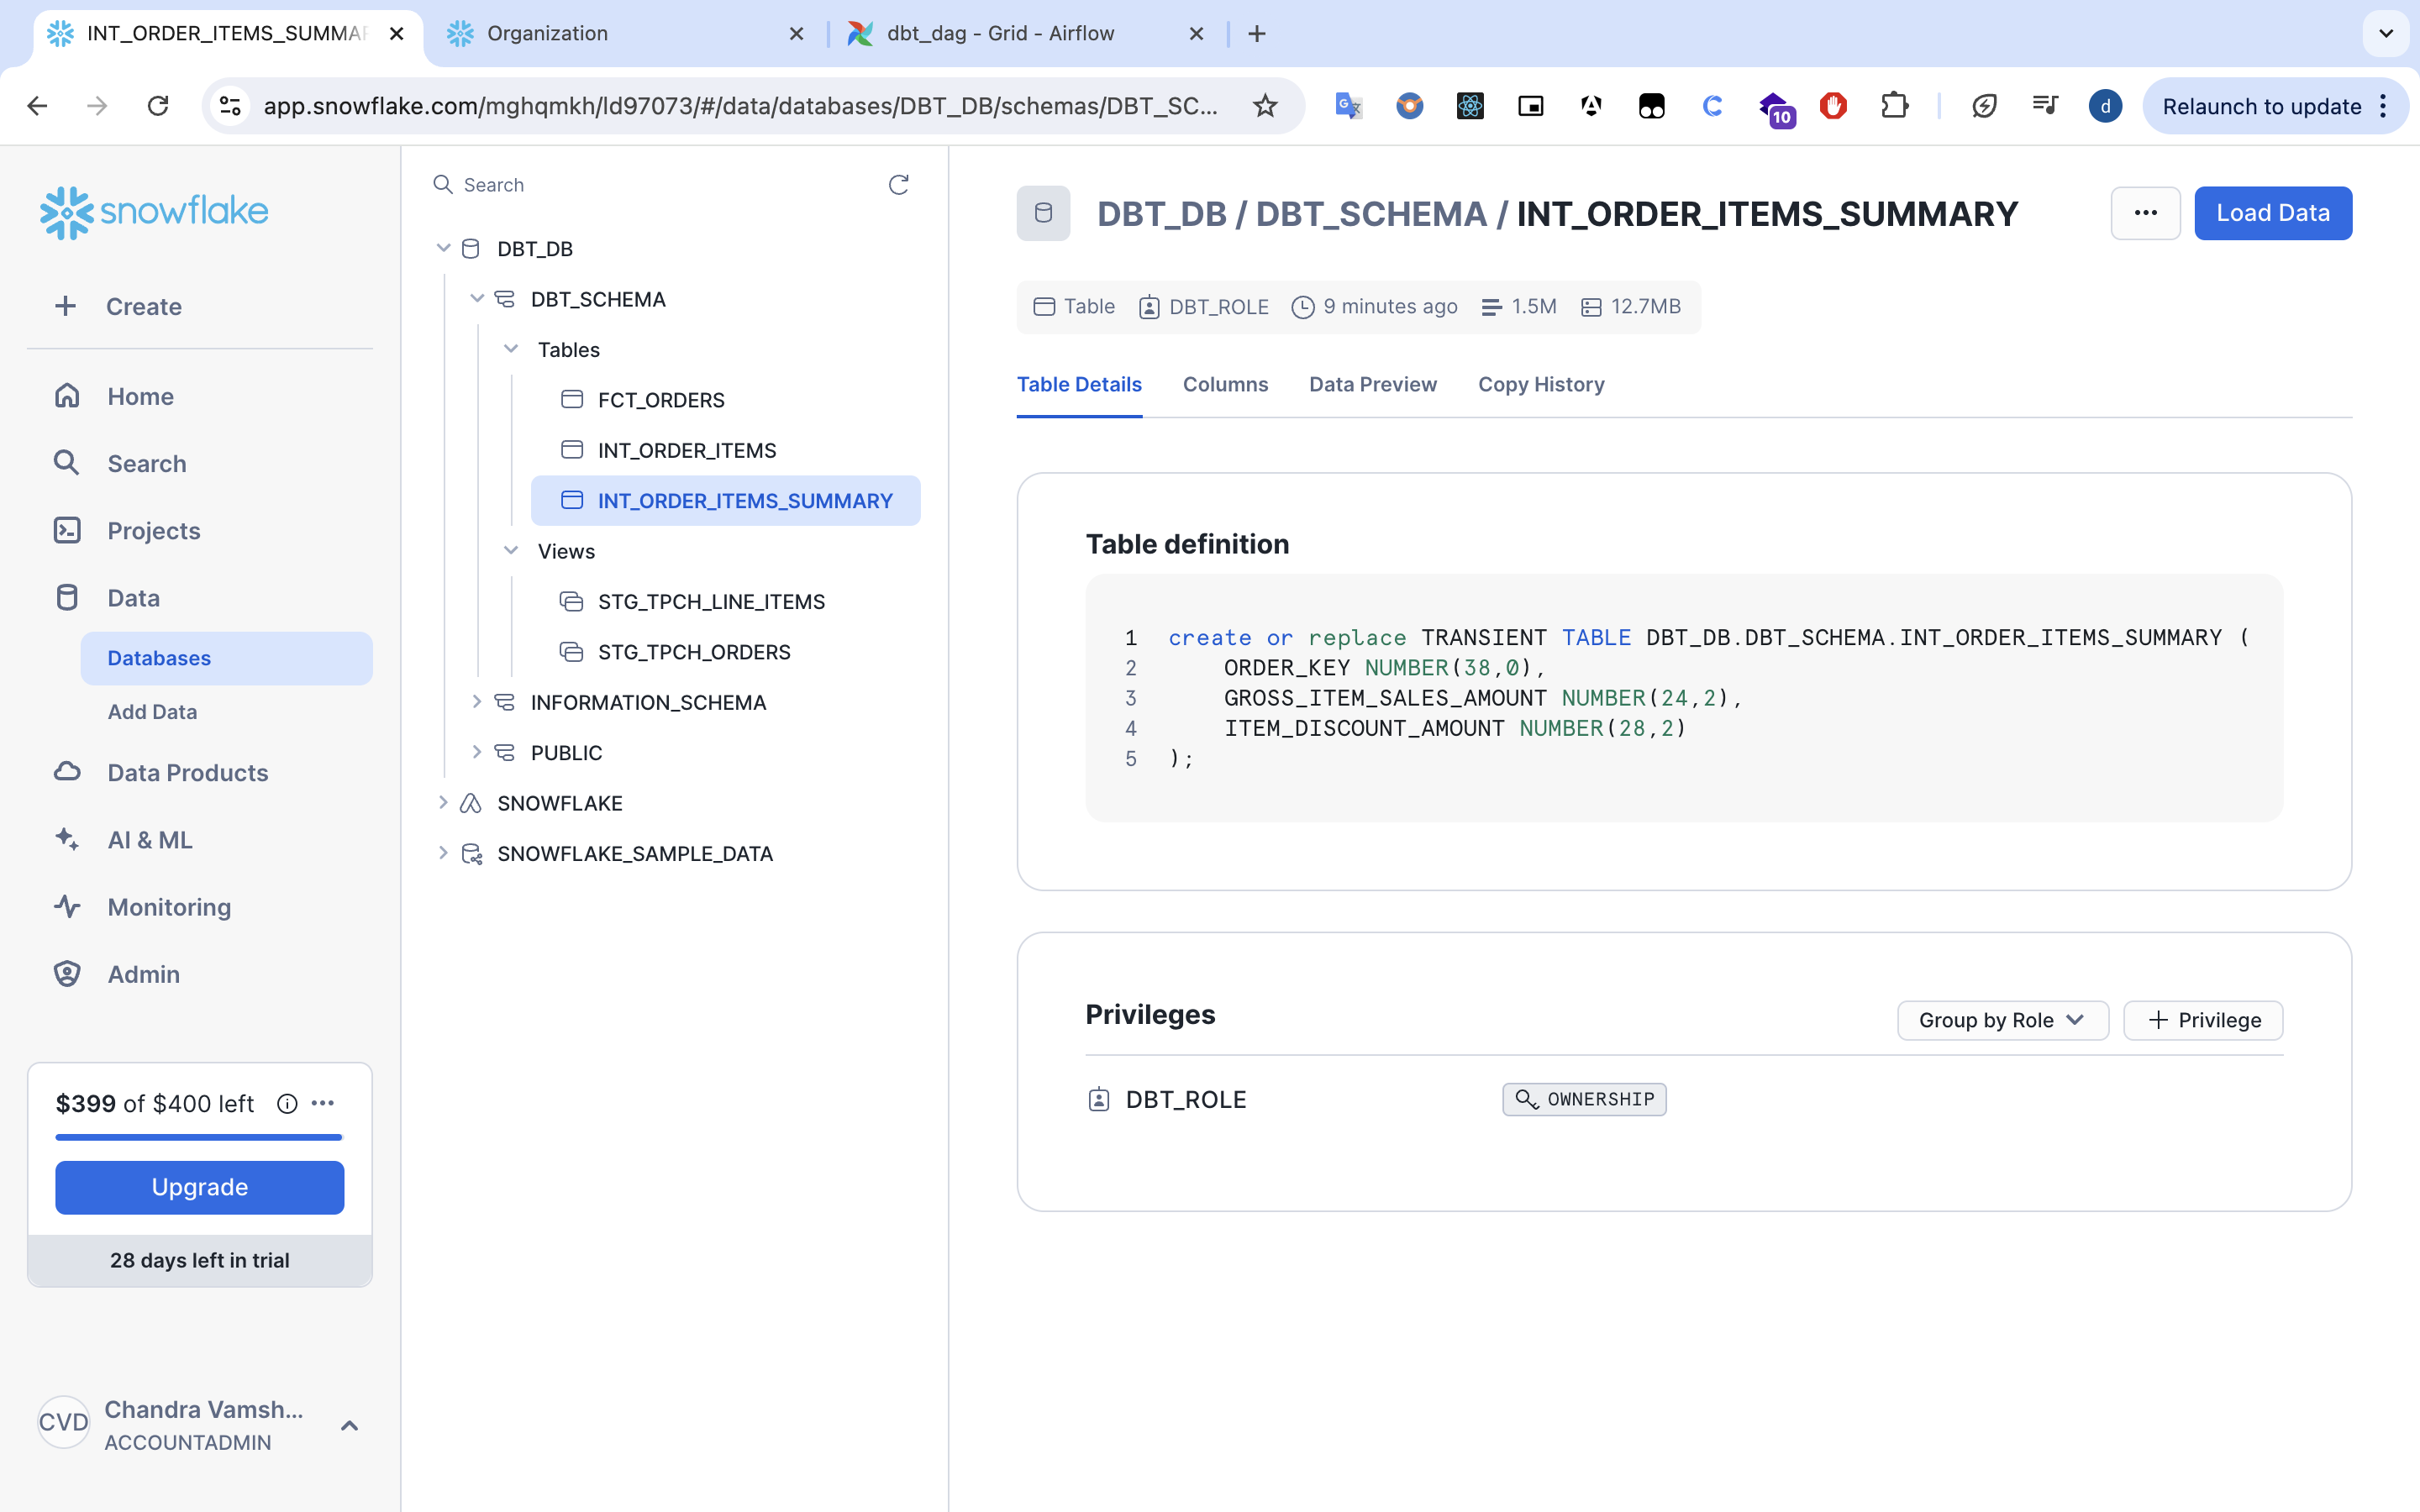 INT_ORDER_ITEMS_SUMMAR
Organization
dbt_dag - Grid - Airflow
app.snowflake.com/mghqmkh/ld97073/#/data/databases/DBT_DB/schemas/DBT_SC...
10
d
Relaunch to update
snowflake
Create
Home
Search
Projects
Data
Databases
Add Data
Data Products
AI & ML
Monitoring
Admin
$399 of $400 left
Upgrade
28 days left in trial
CVD
Chandra Vamsh...
ACCOUNTADMIN
Search
DBT_DB
DBT_SCHEMA
Tables
FCT_ORDERS
INT_ORDER_ITEMS
INT_ORDER_ITEMS_SUMMARY
Views
STG_TPCH_LINE_ITEMS
STG_TPCH_ORDERS
INFORMATION_SCHEMA
PUBLIC
SNOWFLAKE
SNOWFLAKE_SAMPLE_DATA
DBT_DB / DBT_SCHEMA / INT_ORDER_ITEMS_SUMMARY
... Load Data
Table DBT_ROLE 9 minutes ago 1.5M 12.7MB
Table Details Columns Data Preview Copy History
Table definition
1 create or replace TRANSIENT TABLE DBT_DB.DBT_SCHEMA.INT_ORDER_ITEMS_SUMMARY (
2 ORDER_KEY NUMBER(38,0),
3 GROSS_ITEM_SALES_AMOUNT NUMBER(24,2),
4 ITEM_DISCOUNT_AMOUNT NUMBER(28,2)
5 );
Privileges
Group by Role
Privilege
DBT_ROLE OWNERSHIP